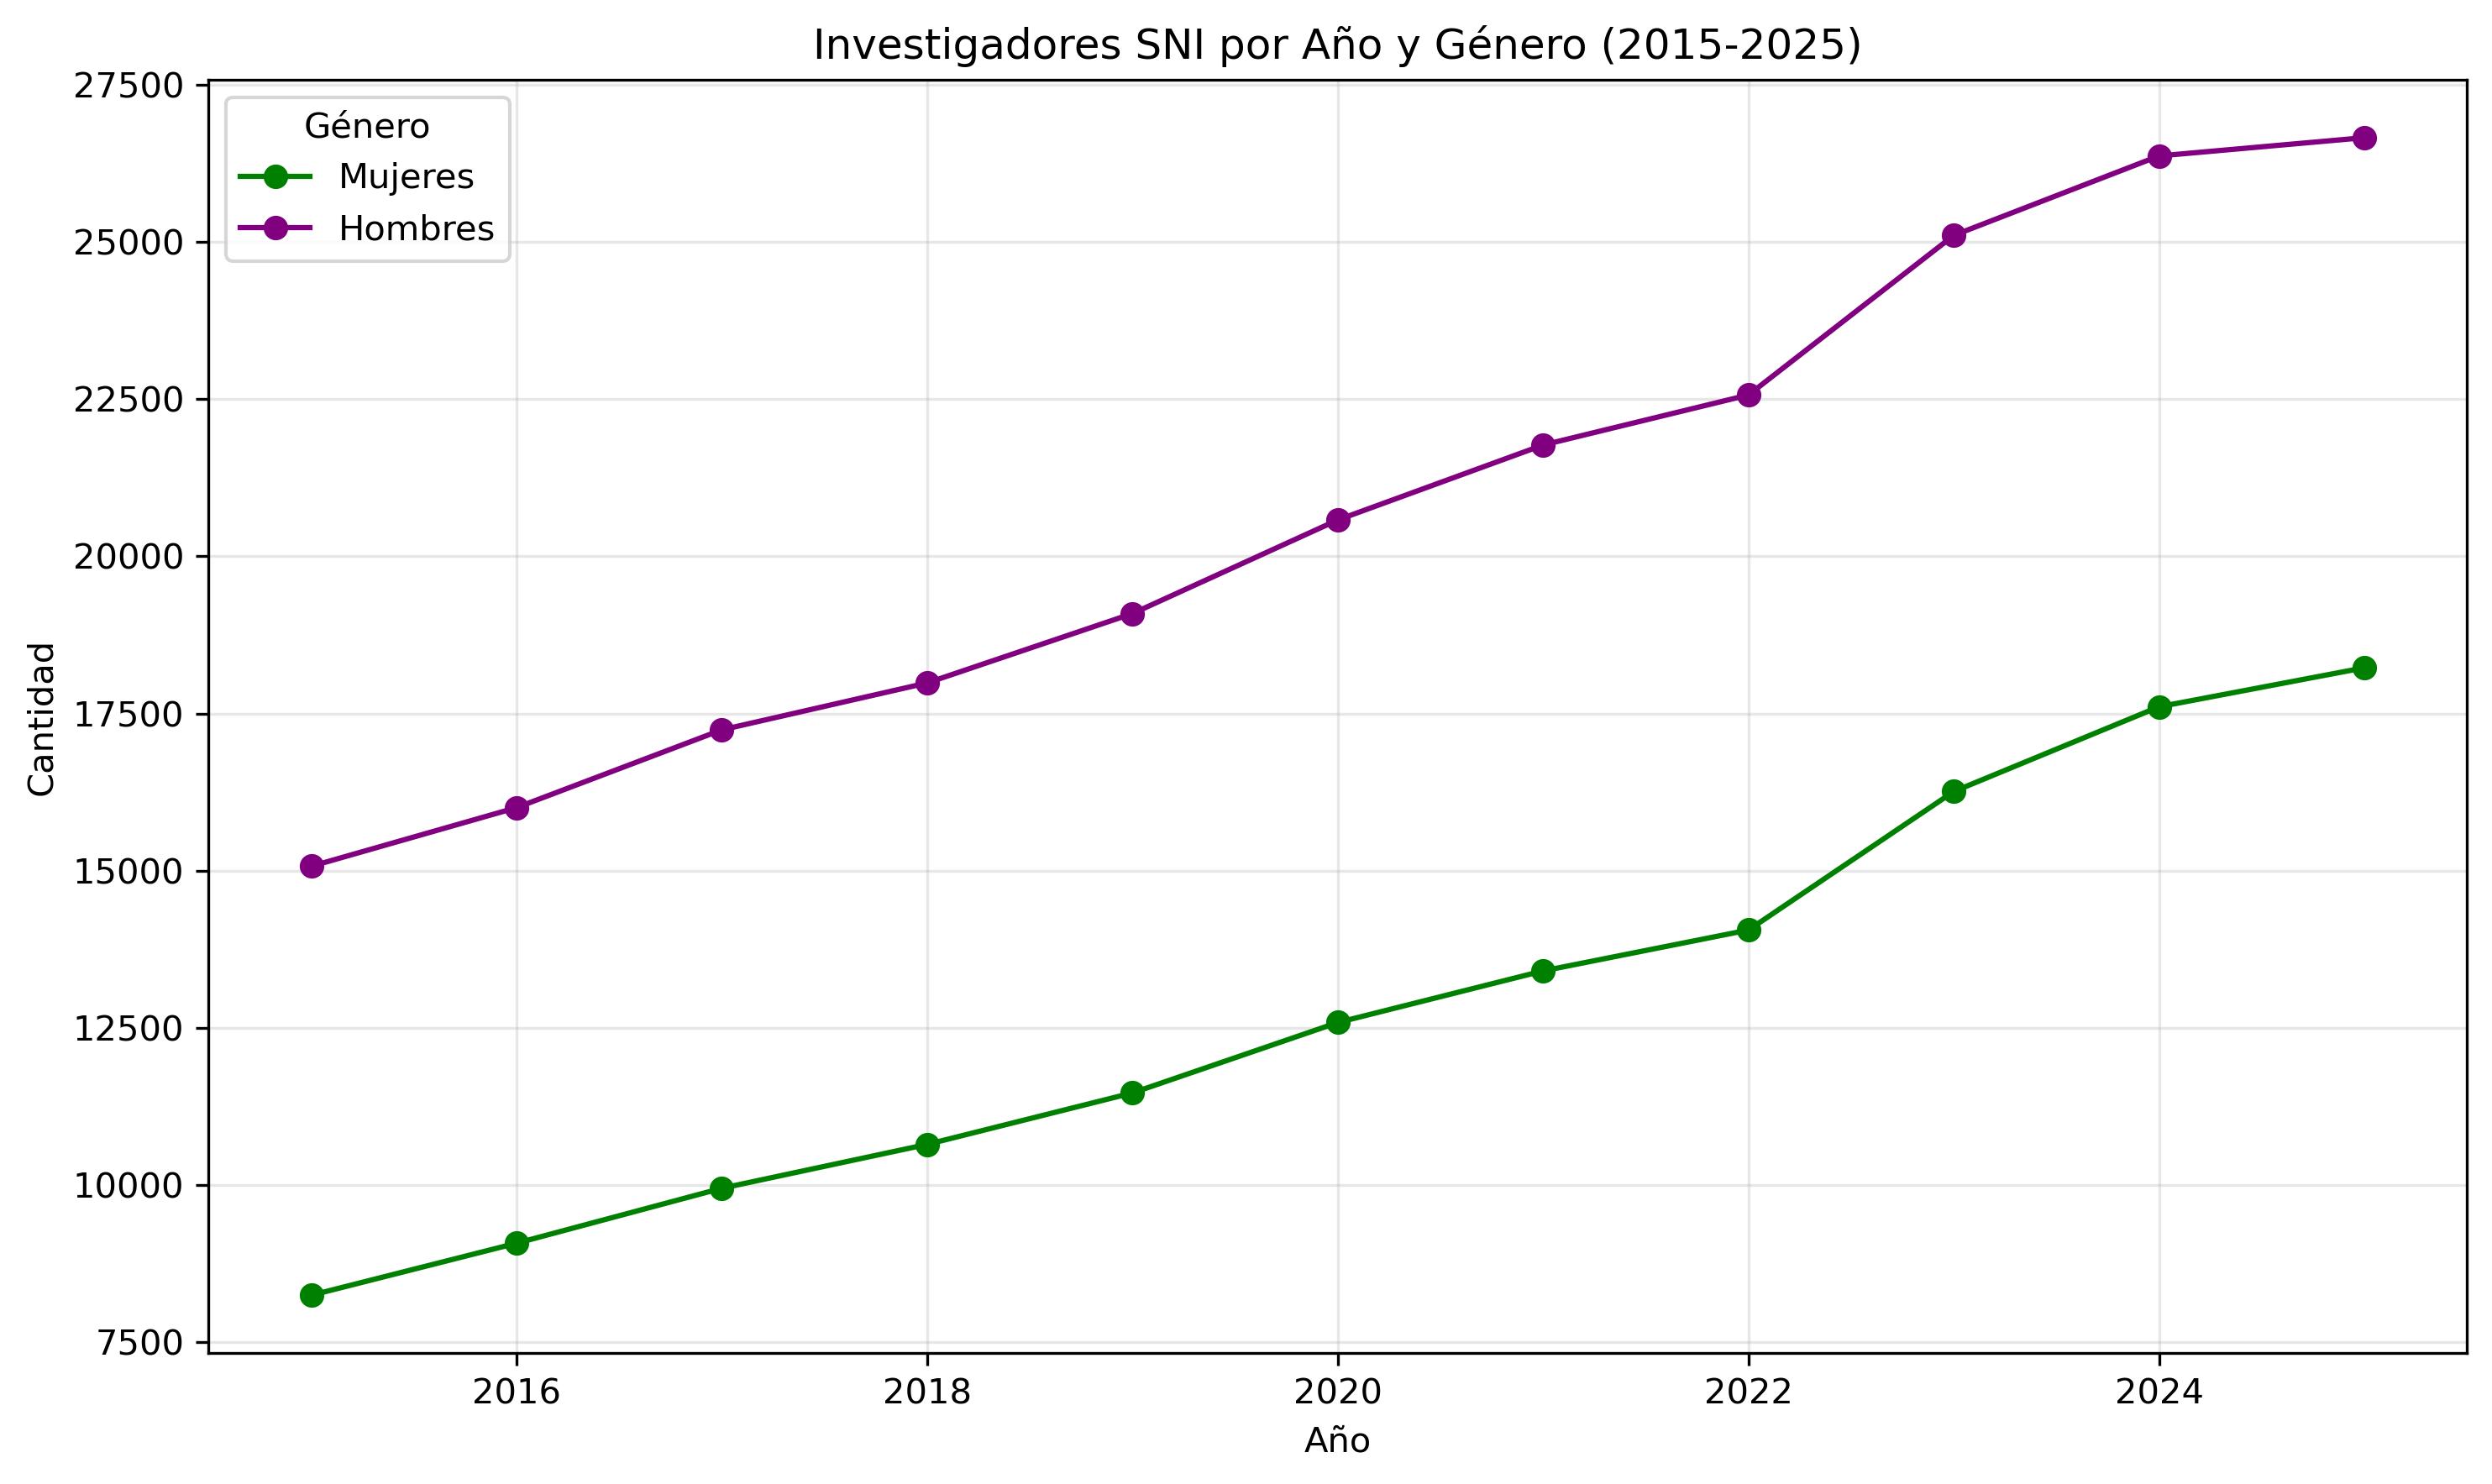 Investigadores SNI por Año y Género (2015-2025)
Género
Mujeres
Hombres
27500
25000
22500
20000
17500
15000
12500
10000
7500
Cantidad
2016 2018 2020 2022 2024
Año